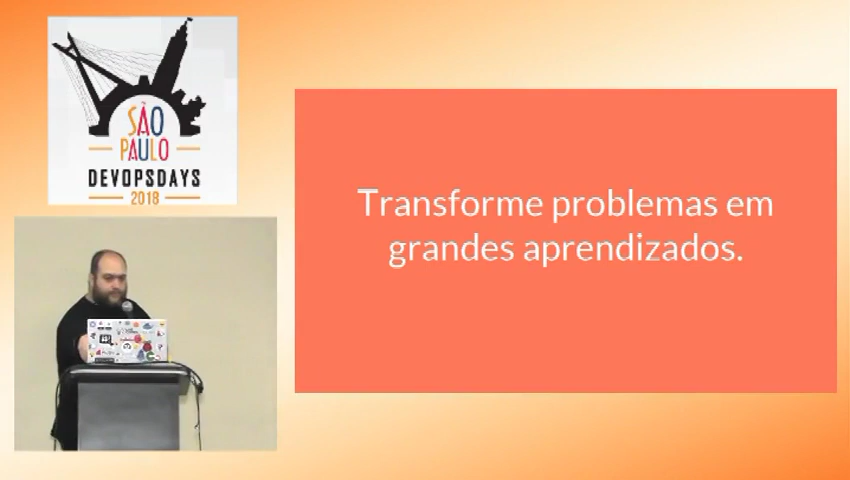 SÃO
PAULO
DEVOPSDAYS
2018
Transforme problemas em
grandes aprendizados.